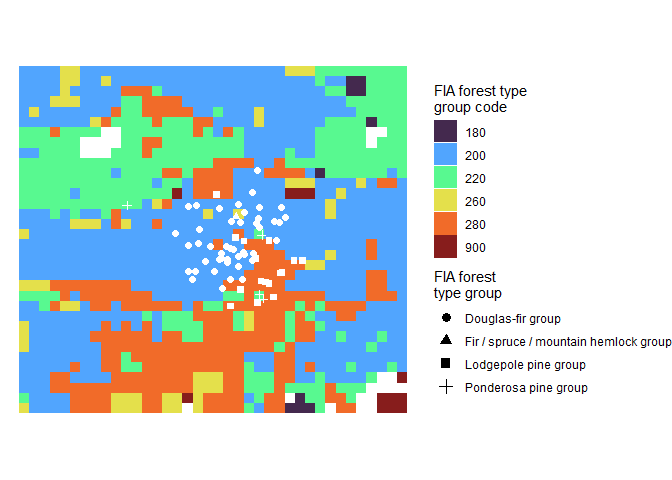 FIA forest type
group code
180
200
220
260
280
900
FIA forest
type group
Douglas-fir group
Fir / spruce / mountain hemlock group
Lodgepole pine group
Ponderosa pine group